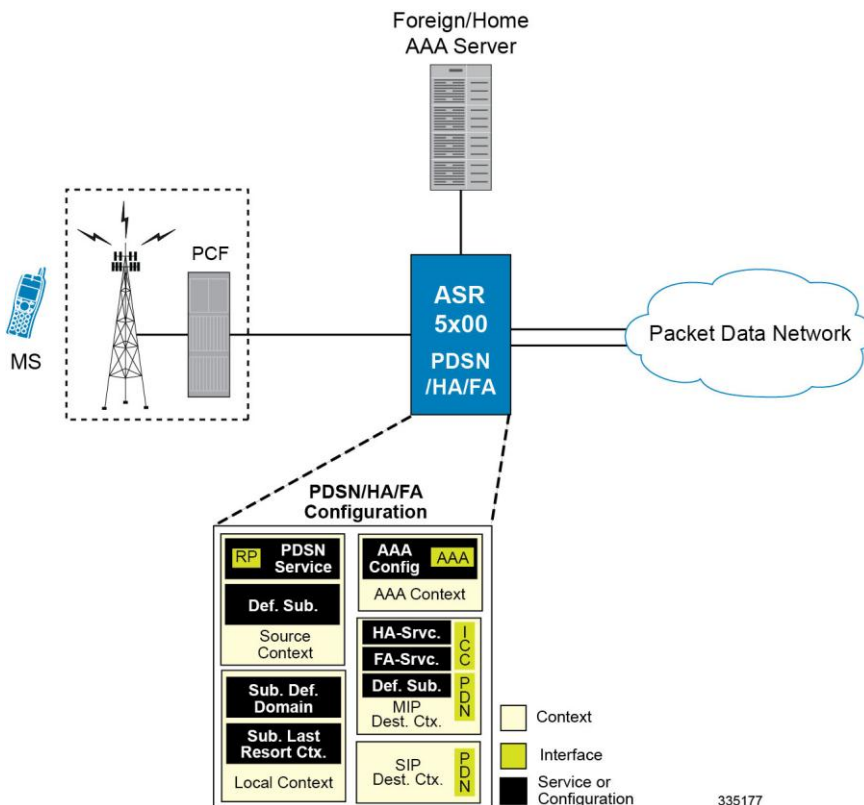 Foreign/Home
AAA Server
PCF
MS
ASR
5x00
PDSN
/HA/FA
Packet Data Network
PDSN/HA/FA
Configuration
RP
PDSN
Service
Def. Sub.
Source
Context
AAA
Config
AAA
AAA Context
HA-Srvc.
FA-Srvc.
ICC
Def. Sub.
PDN
MIP
Dest. Ctx.
Sub. Def.
Domain
Sub. Last
Resort Ctx.
Local Context
SIP
Dest. Ctx.
PDN
Context
Interface
Service or
Configuration
335177